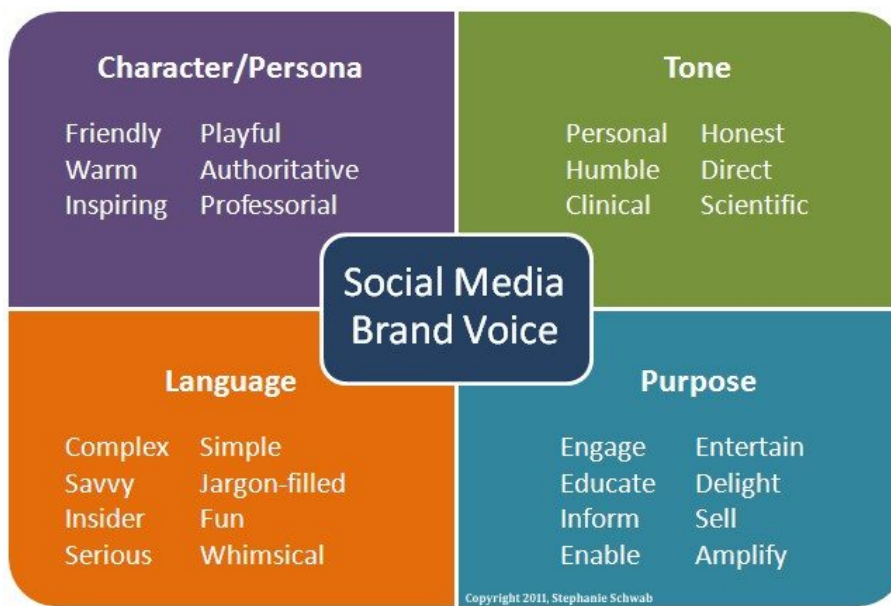 Character/Persona
Friendly Playful
Warm Authoritative
Inspiring Professorial
Tone
Personal Honest
Humble Direct
Clinical Scientific
Social Media
Brand Voice
Language
Complex Simple
Savvy Jargon-filled
Insider Fun
Serious Whimsical
Purpose
Engage Entertain
Educate Delight
Inform Sell
Enable Amplify
Copyright 2011, Stephanie Schwab